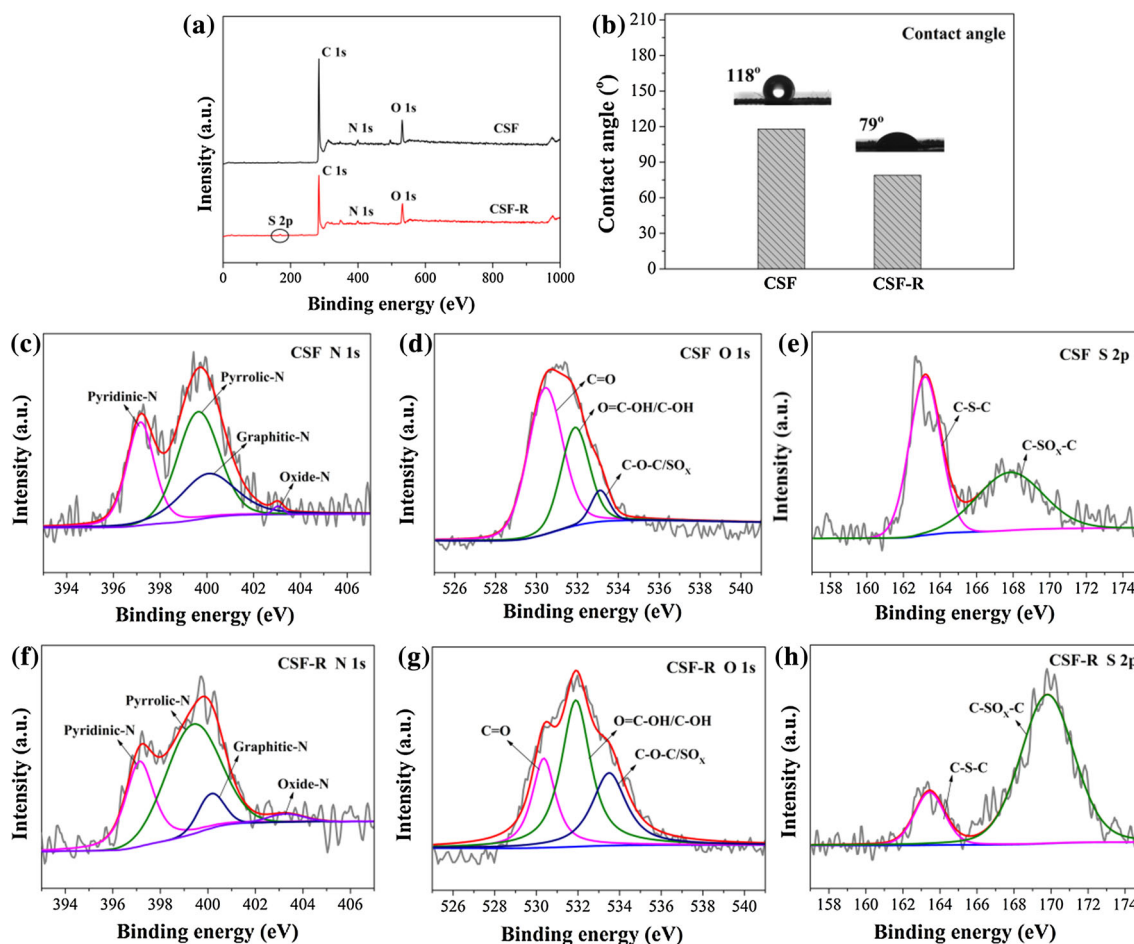 (a)
Inensity (a.u.)
C 1s
N 1s
O 1s
CSF
C 1s
S 2p
N 1s
O 1s
CSF-R
0 200 400 600 800 1000
Binding energy (eV)
(b)
Contact angle (°)
210
180
150
120
90
60
30
0
Contact angle
118°
79°
CSF CSF-R
(c)
Intensity (a.u.)
CSF N 1s
Pyridinic-N
Pyrrolic-N
Graphitic-N
Oxide-N
394 396 398 400 402 404 406
Binding energy (eV)
(d)
Intensity (a.u.)
CSF O 1s
C=O
O=C-OH/C-OH
C-O-C/SOx
526 528 530 532 534 536 538 540
Binding energy (eV)
(e)
Intensity (a.u.)
CSF S 2p
C-S-C
C-SOx-C
158 160 162 164 166 168 170 172 174
Binding energy (eV)
(f)
Intensity (a.u.)
CSF-R N 1s
Pyrrolic-N
Pyridinic-N
Graphitic-N
Oxide-N
394 396 398 400 402 404 406
Binding energy (eV)
(g)
Intensity (a.u.)
CSF-R O 1s
C=O
O=C-OH/C-OH
C-O-C/SOx
526 528 530 532 534 536 538 540
Binding energy (eV)
(h)
Intensity (a.u.)
CSF-R S 2p
C-SOx-C
C-S-C
158 160 162 164 166 168 170 172 174
Binding energy (eV)